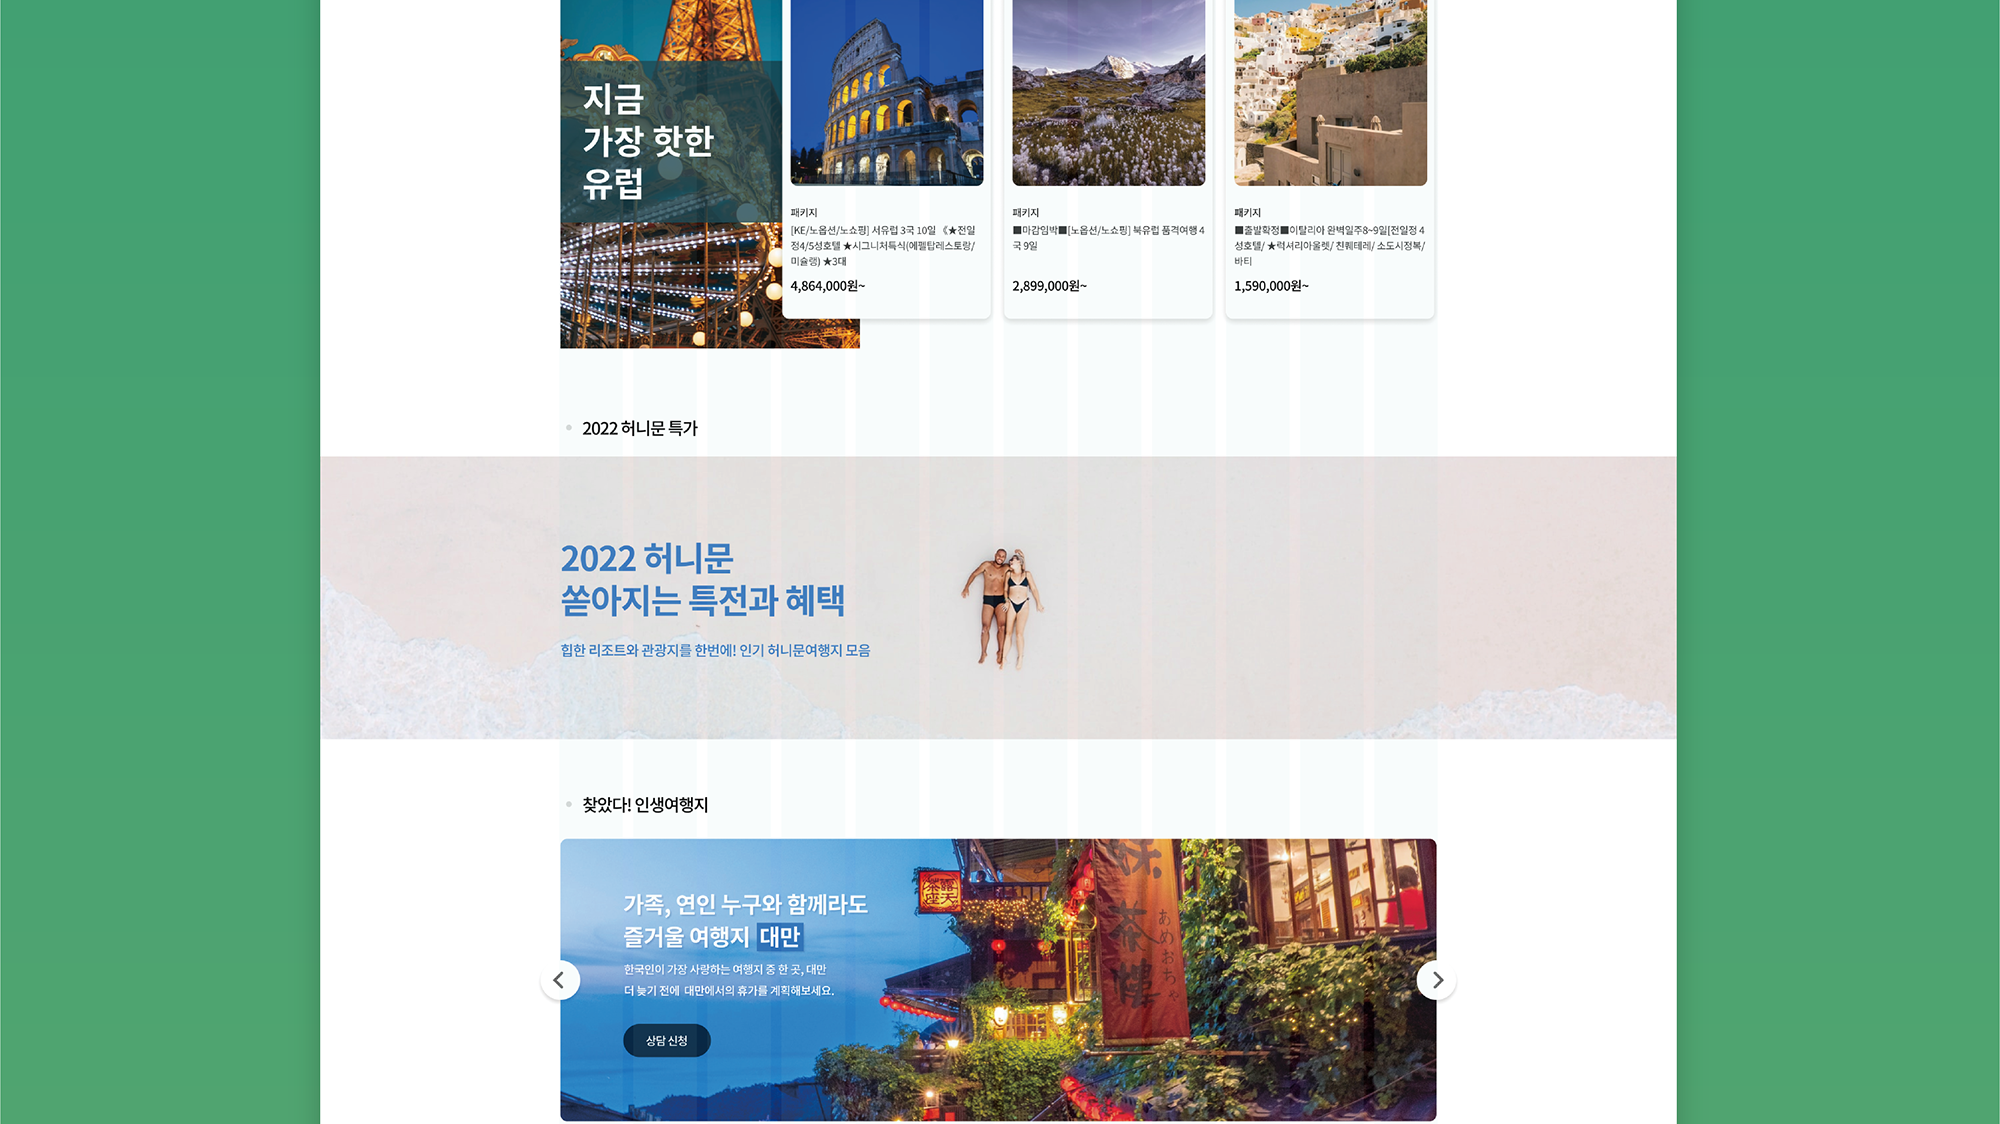 지금
가장 핫한
유럽
패키지
[KE/노옵션/노쇼핑] 서유럽 3국 10일 《★전일
정4/5성호텔 ★시그니처특식(에펠탑레스토랑/
미슐랭) ★3대
4,864,000원~
패키지
■마감임박■[노옵션/노쇼핑] 북유럽 품격여행 4
국 9일
2,899,000원~
패키지
■출발확정■이탈리아 완벽일주8~9일[전일정 4
성호텔/ ★럭셔리아울렛/ 친퀘테레/ 소도시정복/
바티
1,590,000원~
2022 허니문 특가
2022 허니문
쏟아지는 특전과 혜택
힙한 리조트와 관광지를 한번에! 인기 허니문여행지 모음
찾았다! 인생여행지
가족, 연인 누구와 함께라도
즐거울 여행지 대만
한국인이 가장 사랑하는 여행지 중 한 곳, 대만
더 늦기 전에 대만에서의 휴가를 계획해보세요.
상담 신청
茶
樓
あめおちゃ